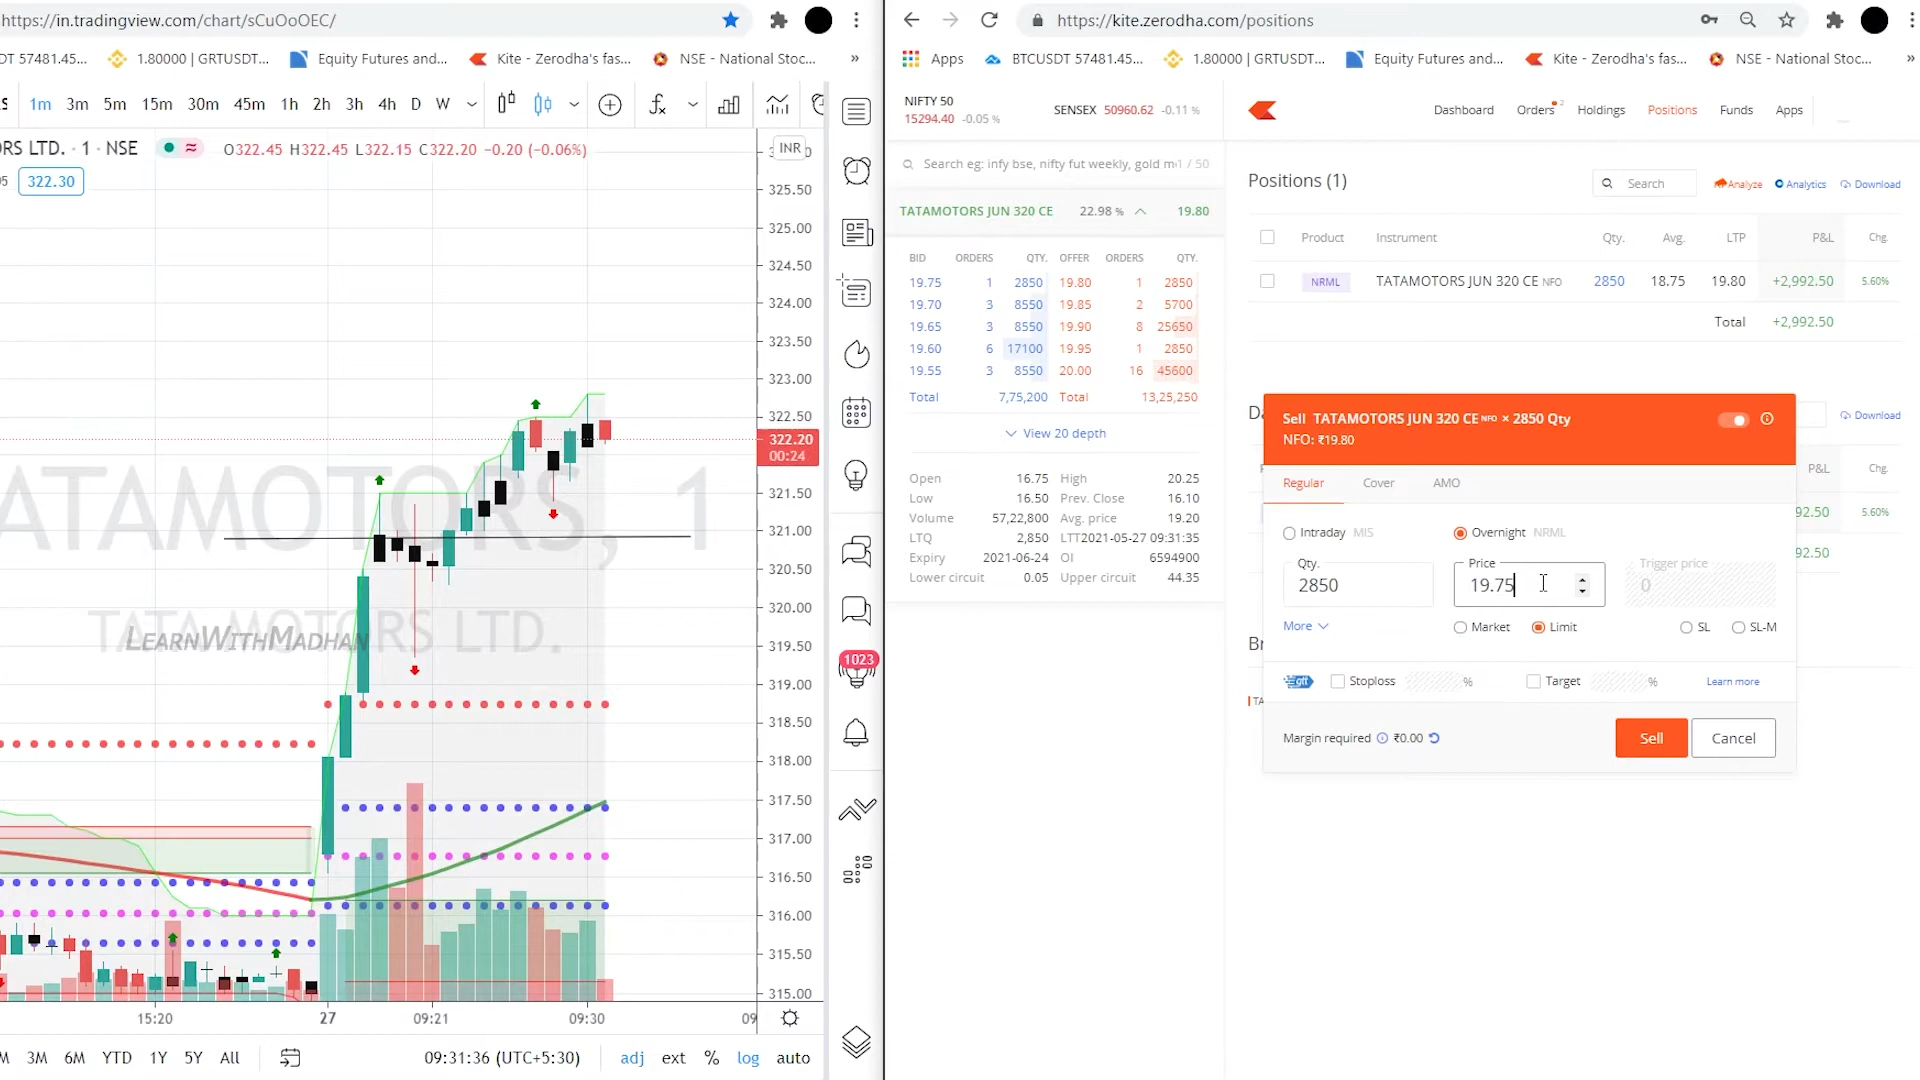 https://in.tradingview.com/chart/sCuOoOEC/
DT 57481.45...
1.80000 | GRTUSDT...
Equity Futures and...
Kite - Zerodha's fas...
NSE - National Stoc...
»
1m 3m 5m 15m 30m 45m 1h 2h 3h 4h D W
RS LTD. · 1 · NSE
O322.45 H322.45 L322.15 C322.20 −0.20 (−0.06%)
INR
322.30
325.50
325.00
324.50
324.00
323.50
323.00
322.50
322.20
00:24
321.50
321.00
320.50
320.00
319.50
319.00
318.50
318.00
317.50
317.00
316.50
316.00
315.50
315.00
ATAMOTORS, 1
TATAMOTORS LTD.
LEARNWITHMADHAN
15:20 27 09:21 09:30 09
3M 6M YTD 1Y 5Y All
09:31:36 (UTC+5:30)
adj ext % log auto
1023
https://kite.zerodha.com/positions
Apps
BTCUSDT 57481.45...
1.80000 | GRTUSDT...
Equity Futures and...
Kite - Zerodha's fas...
NSE - National Stoc...
»
NIFTY 50
15294.40 -0.05 %
SENSEX 50960.62 -0.11 %
Dashboard Orders 2 Holdings Positions Funds Apps
Search eg: infy bse, nifty fut weekly, gold m 1 / 50
TATAMOTORS JUN 320 CE 22.98 % 19.80
BID ORDERS QTY. OFFER ORDERS QTY.
19.75 1 2850 19.80 1 2850
19.70 3 8550 19.85 2 5700
19.65 3 8550 19.90 8 25650
19.60 6 17100 19.95 1 2850
19.55 3 8550 20.00 16 45600
Total 7,75,200 Total 13,25,250
View 20 depth
Open 16.75 High 20.25
Low 16.50 Prev. Close 16.10
Volume 57,22,800 Avg. price 19.20
LTQ 2,850 LTT2021-05-27 09:31:35
Expiry 2021-06-24 OI 6594900
Lower circuit 0.05 Upper circuit 44.35
Positions (1)
Search
Analyze Analytics Download
Product Instrument Qty. Avg. LTP P&L Chg.
NRML TATAMOTORS JUN 320 CE NFO 2850 18.75 19.80 +2,992.50 5.60%
Total +2,992.50
Download
P&L Chg.
92.50 5.60%
92.50
Sell TATAMOTORS JUN 320 CE NFO × 2850 Qty
NFO: ₹19.80
Regular Cover AMO
Intraday MIS
Overnight NRML
Qty.
2850
Price
19.75
Trigger price
0
More
Market Limit
SL SL-M
gtt Stoploss %
Target %
Learn more
Margin required ₹0.00
Sell
Cancel